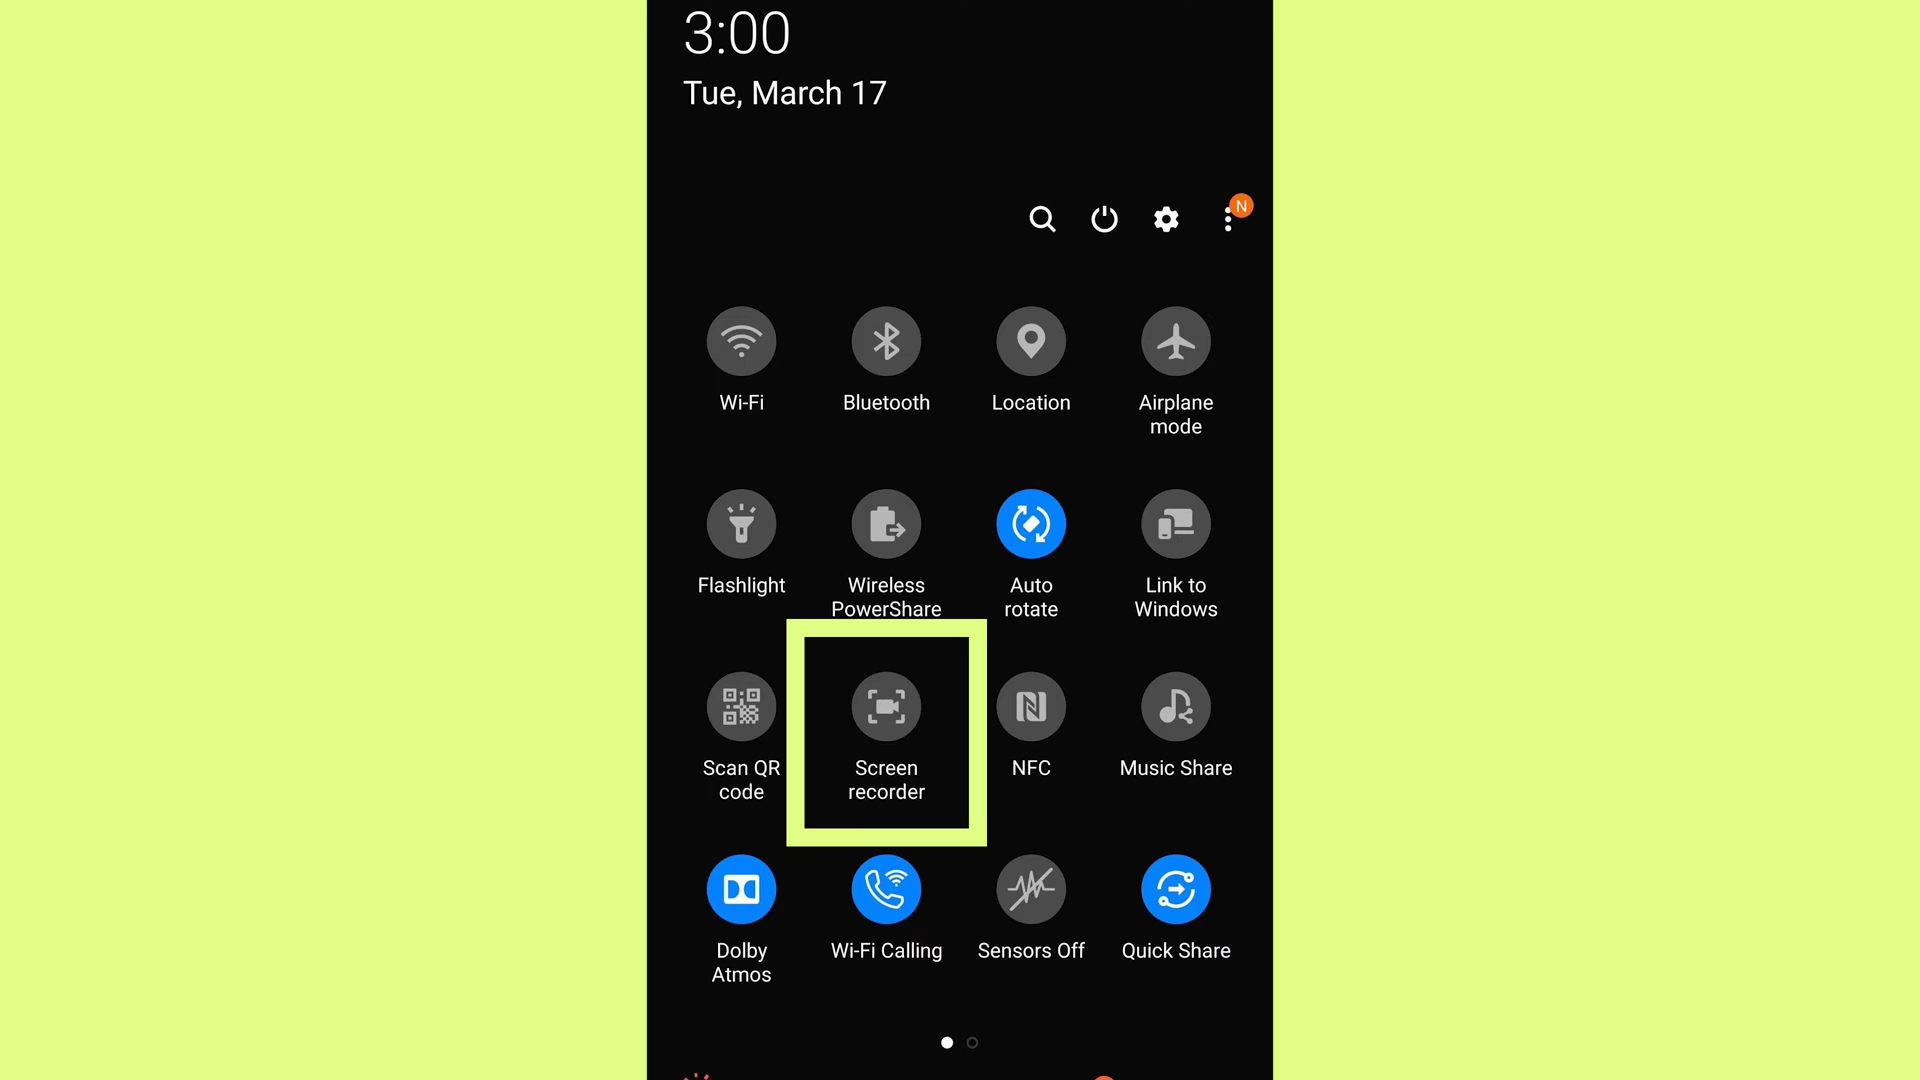 3:00
Tue, March 17
N
Wi-Fi
Bluetooth
Location
Airplane
mode
Flashlight
Wireless
PowerShare
Auto
rotate
Link to
Windows
Scan QR
code
Screen
recorder
NFC
Music Share
Dolby
Atmos
Wi-Fi Calling
Sensors Off
Quick Share